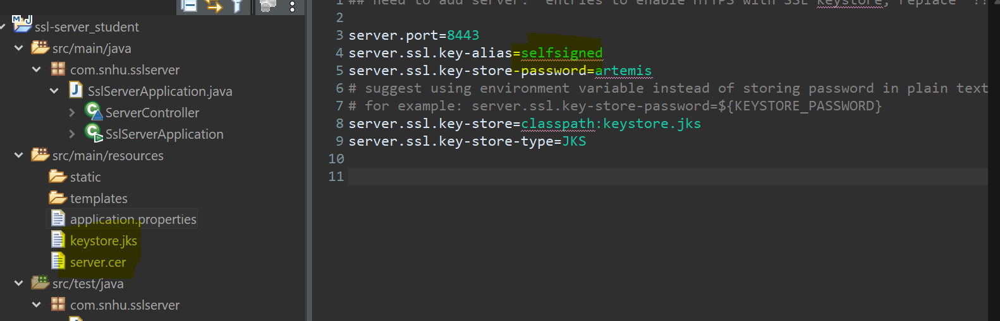 ssl-server_student
src/main/java
com.snhu.sslserver
SslServerApplication.java
ServerController
SslServerApplication
src/main/resources
static
templates
application.properties
keystore.jks
server.cer
src/test/java
com.snhu.sslserver
1 ## need to add server. entries to enable HTTPS with SSL keystore, replace
2
3 server.port=8443
4 server.ssl.key-alias=selfsigned
5 server.ssl.key-store-password=artemis
6 # suggest using environment variable instead of storing password in plain text
7 # for example: server.ssl.key-store-password=${KEYSTORE_PASSWORD}
8 server.ssl.key-store=classpath:keystore.jks
9 server.ssl.key-store-type=JKS
10
11